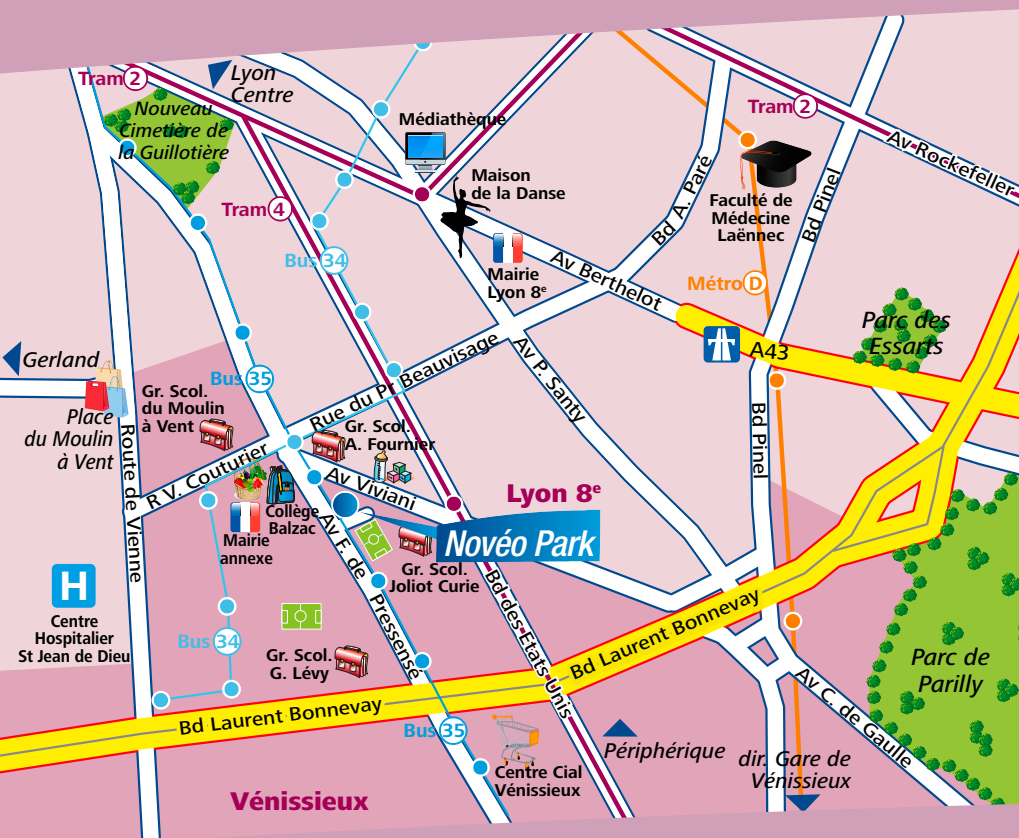 Tram 2
Lyon
Centre
Nouveau
Cimetière de
la Guillotière
Médiathèque
Tram 2
Av Rockefeller
Maison
de la Danse
Bd A. Paré
Faculté de
Médecine
Laënnec
Bd Pinel
Tram 4
Bus 34
Mairie
Lyon 8e
Av Berthelot
Métro D
Parc des
Essarts
A43
Gerland
Bus 35
Rue du Pr Beauvisage
Av P. Santy
Gr. Scol.
du Moulin
à Vent
Place
du Moulin
à Vent
Gr. Scol.
A. Fournier
Bd Pinel
Route de Vienne
R V. Couturier
Av Viviani
Lyon 8e
Collège
Balzac
Mairie
annexe
Av F. de Pressensé
Novéo Park
Gr. Scol.
Joliot Curie
Bd des Etats Unis
H
Centre
Hospitalier
St Jean de Dieu
Bus 34
Gr. Scol.
G. Lévy
Bd Laurent Bonnevay
Bd Laurent Bonnevay
Parc de
Parilly
Av C. de Gaulle
Bus 35
Périphérique
dir. Gare de
Vénissieux
Centre Cial
Vénissieux
Vénissieux